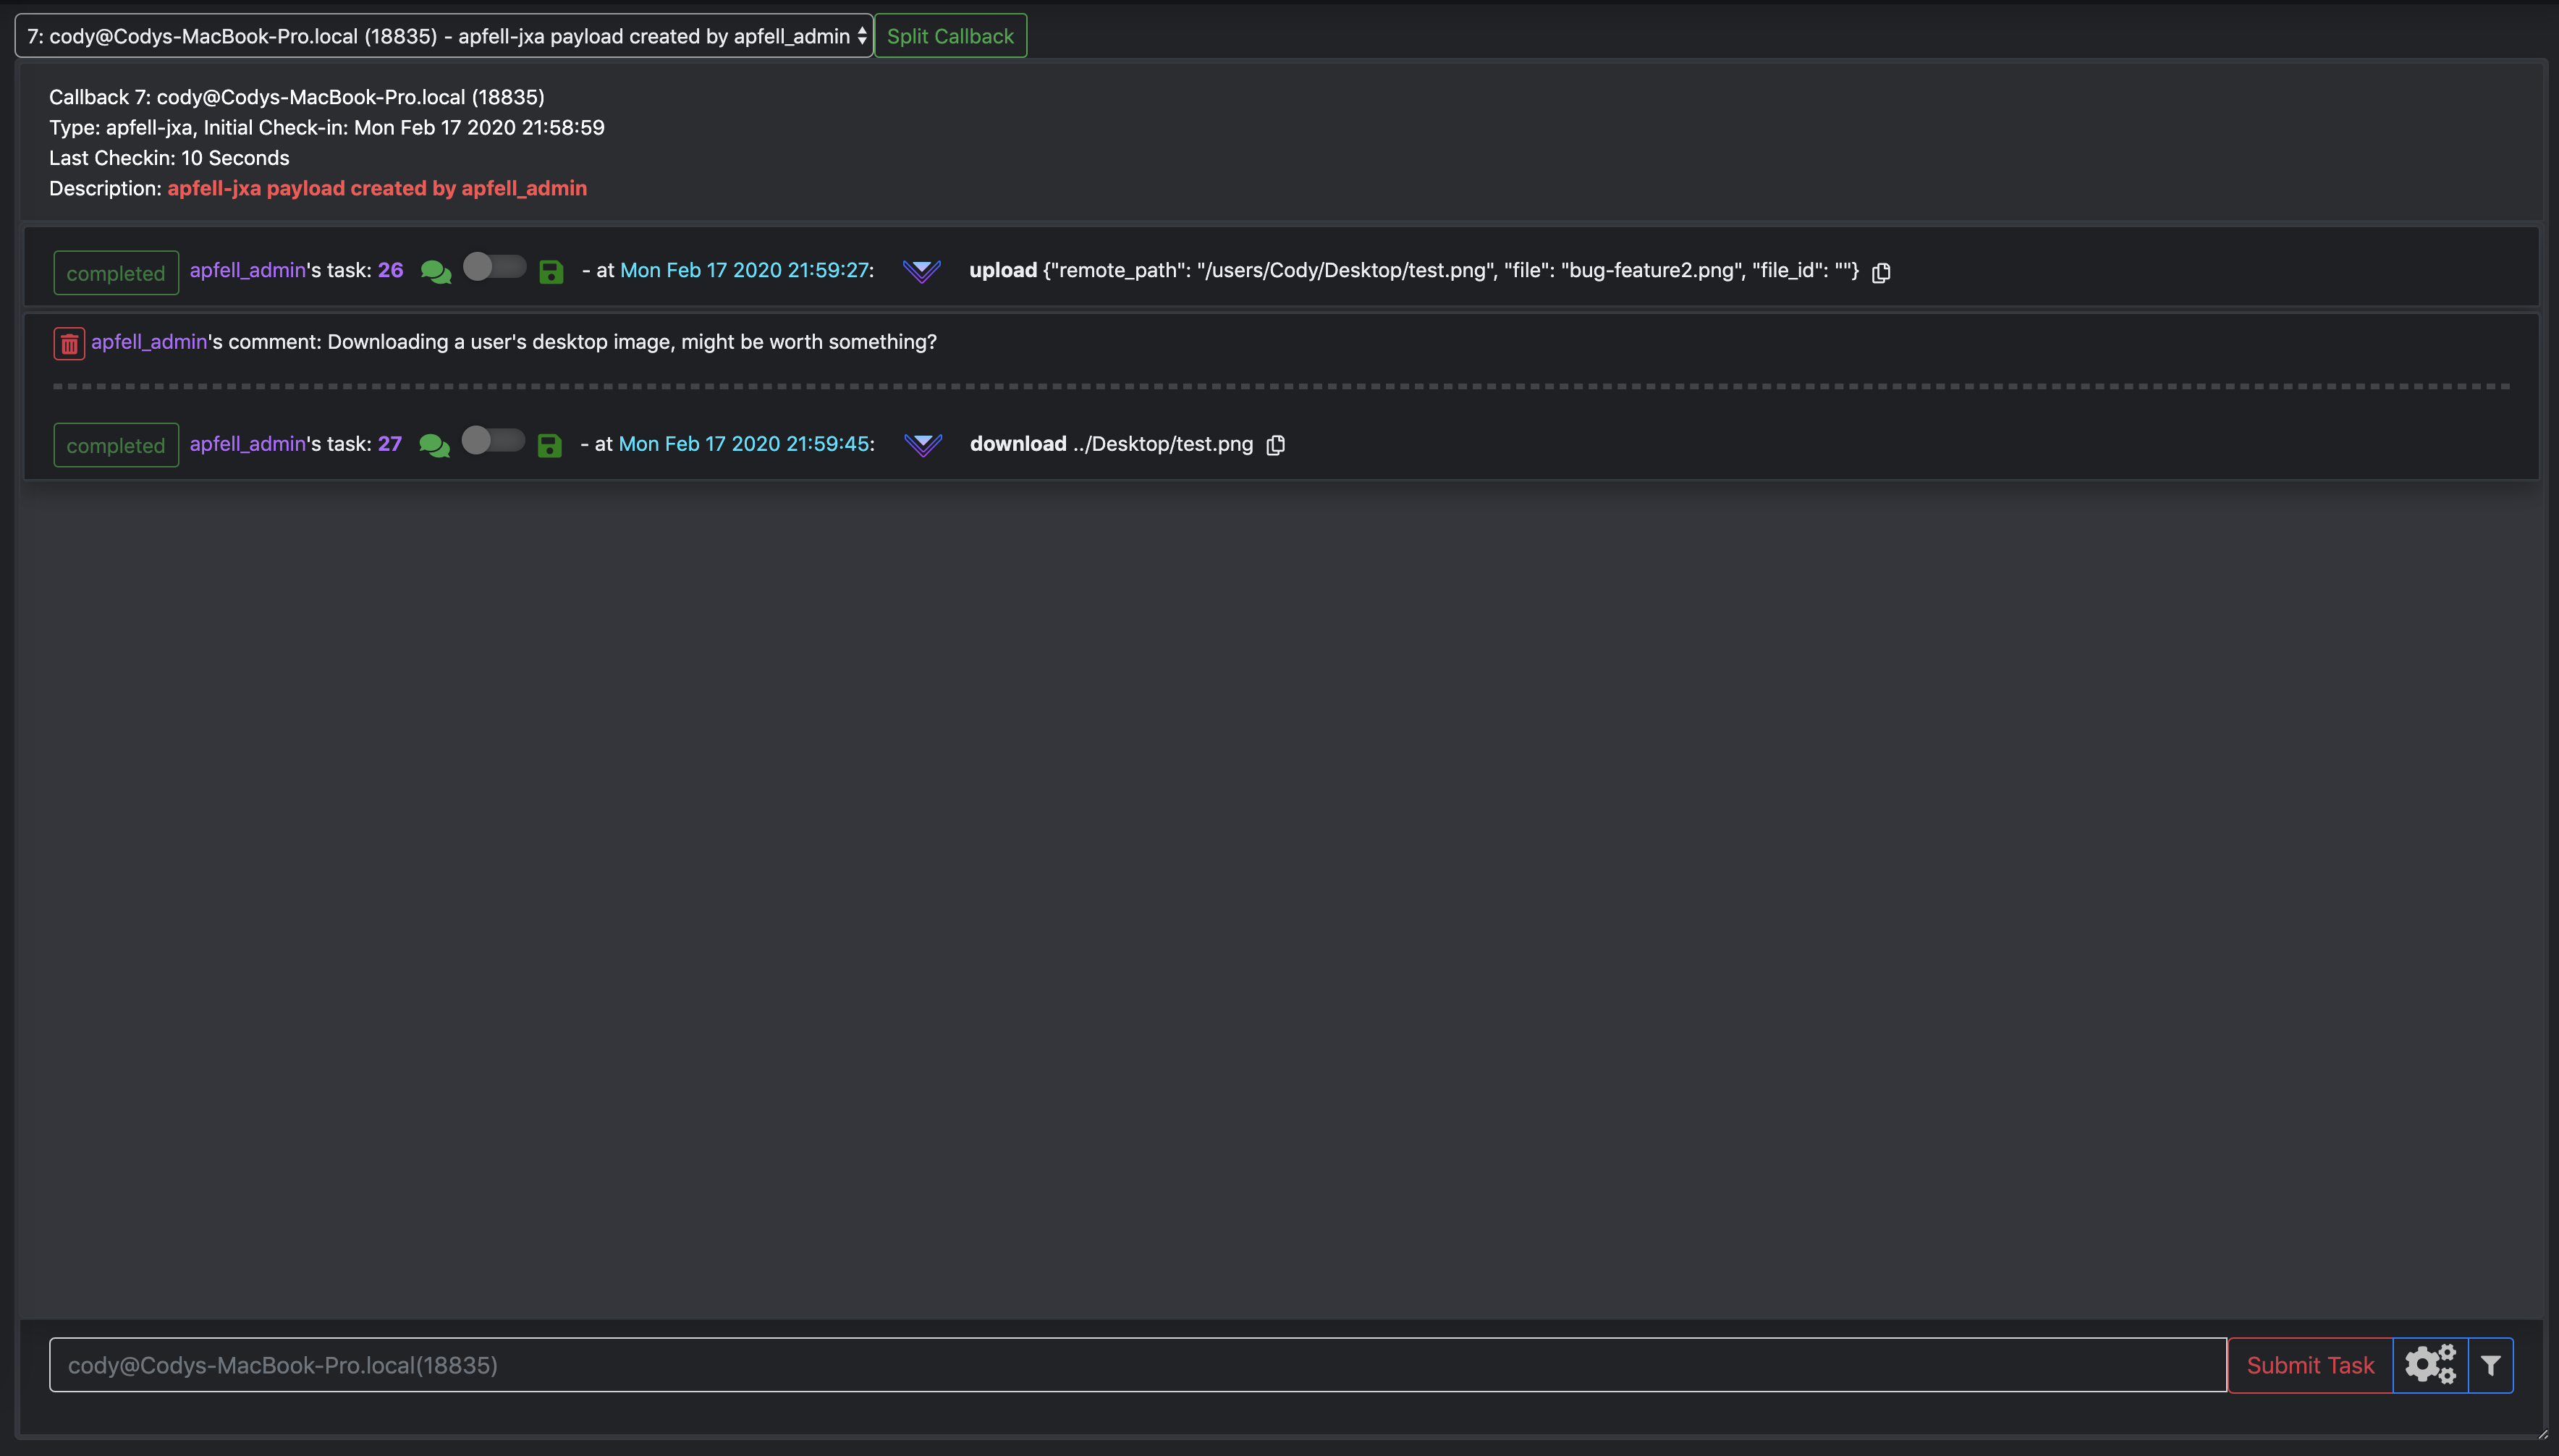 7: cody@Codys-MacBook-Pro.local (18835) - apfell-jxa payload created by apfell_admin Split Callback
Callback 7: cody@Codys-MacBook-Pro.local (18835)
Type: apfell-jxa, Initial Check-in: Mon Feb 17 2020 21:58:59
Last Checkin: 10 Seconds
Description: apfell-jxa payload created by apfell_admin
completed apfell_admin's task: 26 - at Mon Feb 17 2020 21:59:27: upload {"remote_path": "/users/Cody/Desktop/test.png", "file": "bug-feature2.png", "file_id": ""}
apfell_admin's comment: Downloading a user's desktop image, might be worth something?
completed apfell_admin's task: 27 - at Mon Feb 17 2020 21:59:45: download ../Desktop/test.png
cody@Codys-MacBook-Pro.local(18835) Submit Task